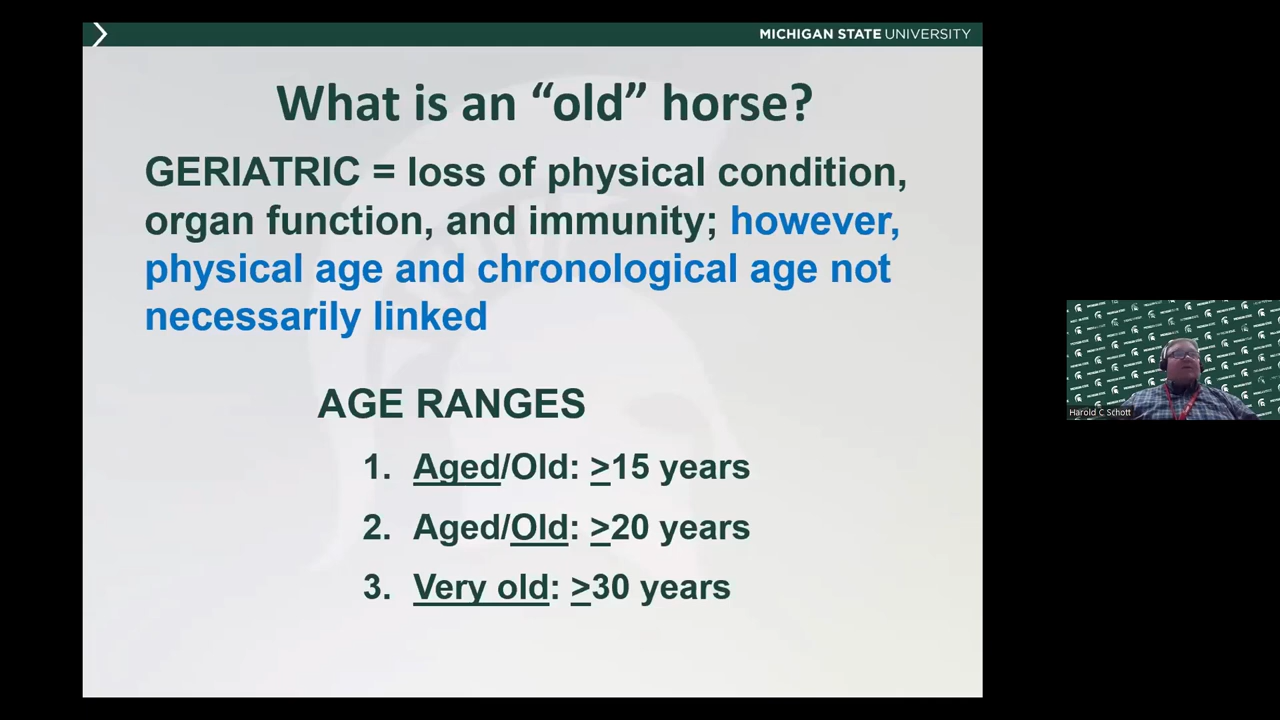 MICHIGAN STATE UNIVERSITY
What is an “old” horse?
GERIATRIC = loss of physical condition,
organ function, and immunity; however,
physical age and chronological age not
necessarily linked
AGE RANGES
1. Aged/Old: >15 years
2. Aged/Old: >20 years
3. Very old: >30 years
Harold C Schott